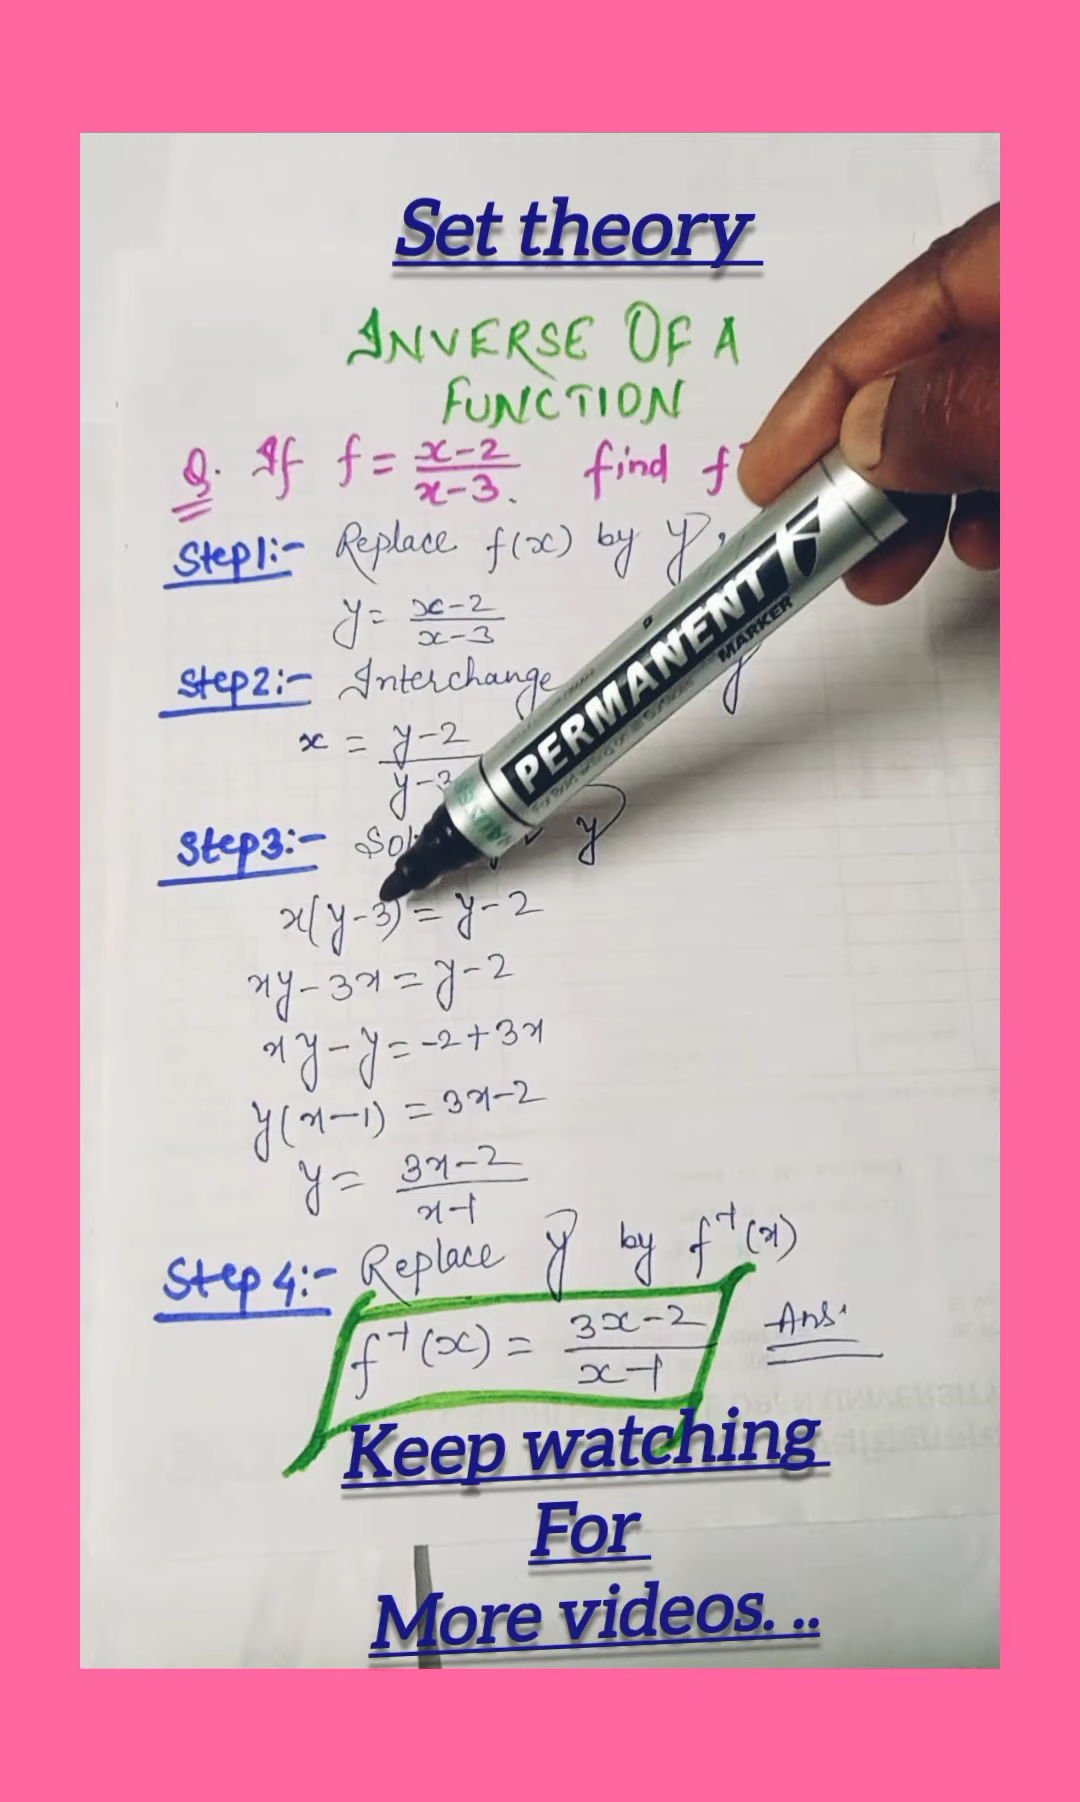 Set theory
INVERSE OF A
FUNCTION
Q. If f = x-2/x-3. find f
Step1:- Replace f(x) by y,
y = x-2/x-3
Step2:- Interchange y
x = y-2/y-3
Step3:- y
x(y-3) = y-2
xy-3x = y-2
xy-y = -2+3x
y(x-1) = 3x-2
y = 3x-2/x-1
Step 4:- Replace y by f⁻¹(x)
f⁻¹(x) = 3x-2/x-1 Ans.
PERMANENT
MARKER
Keep watching
For
More videos. ..